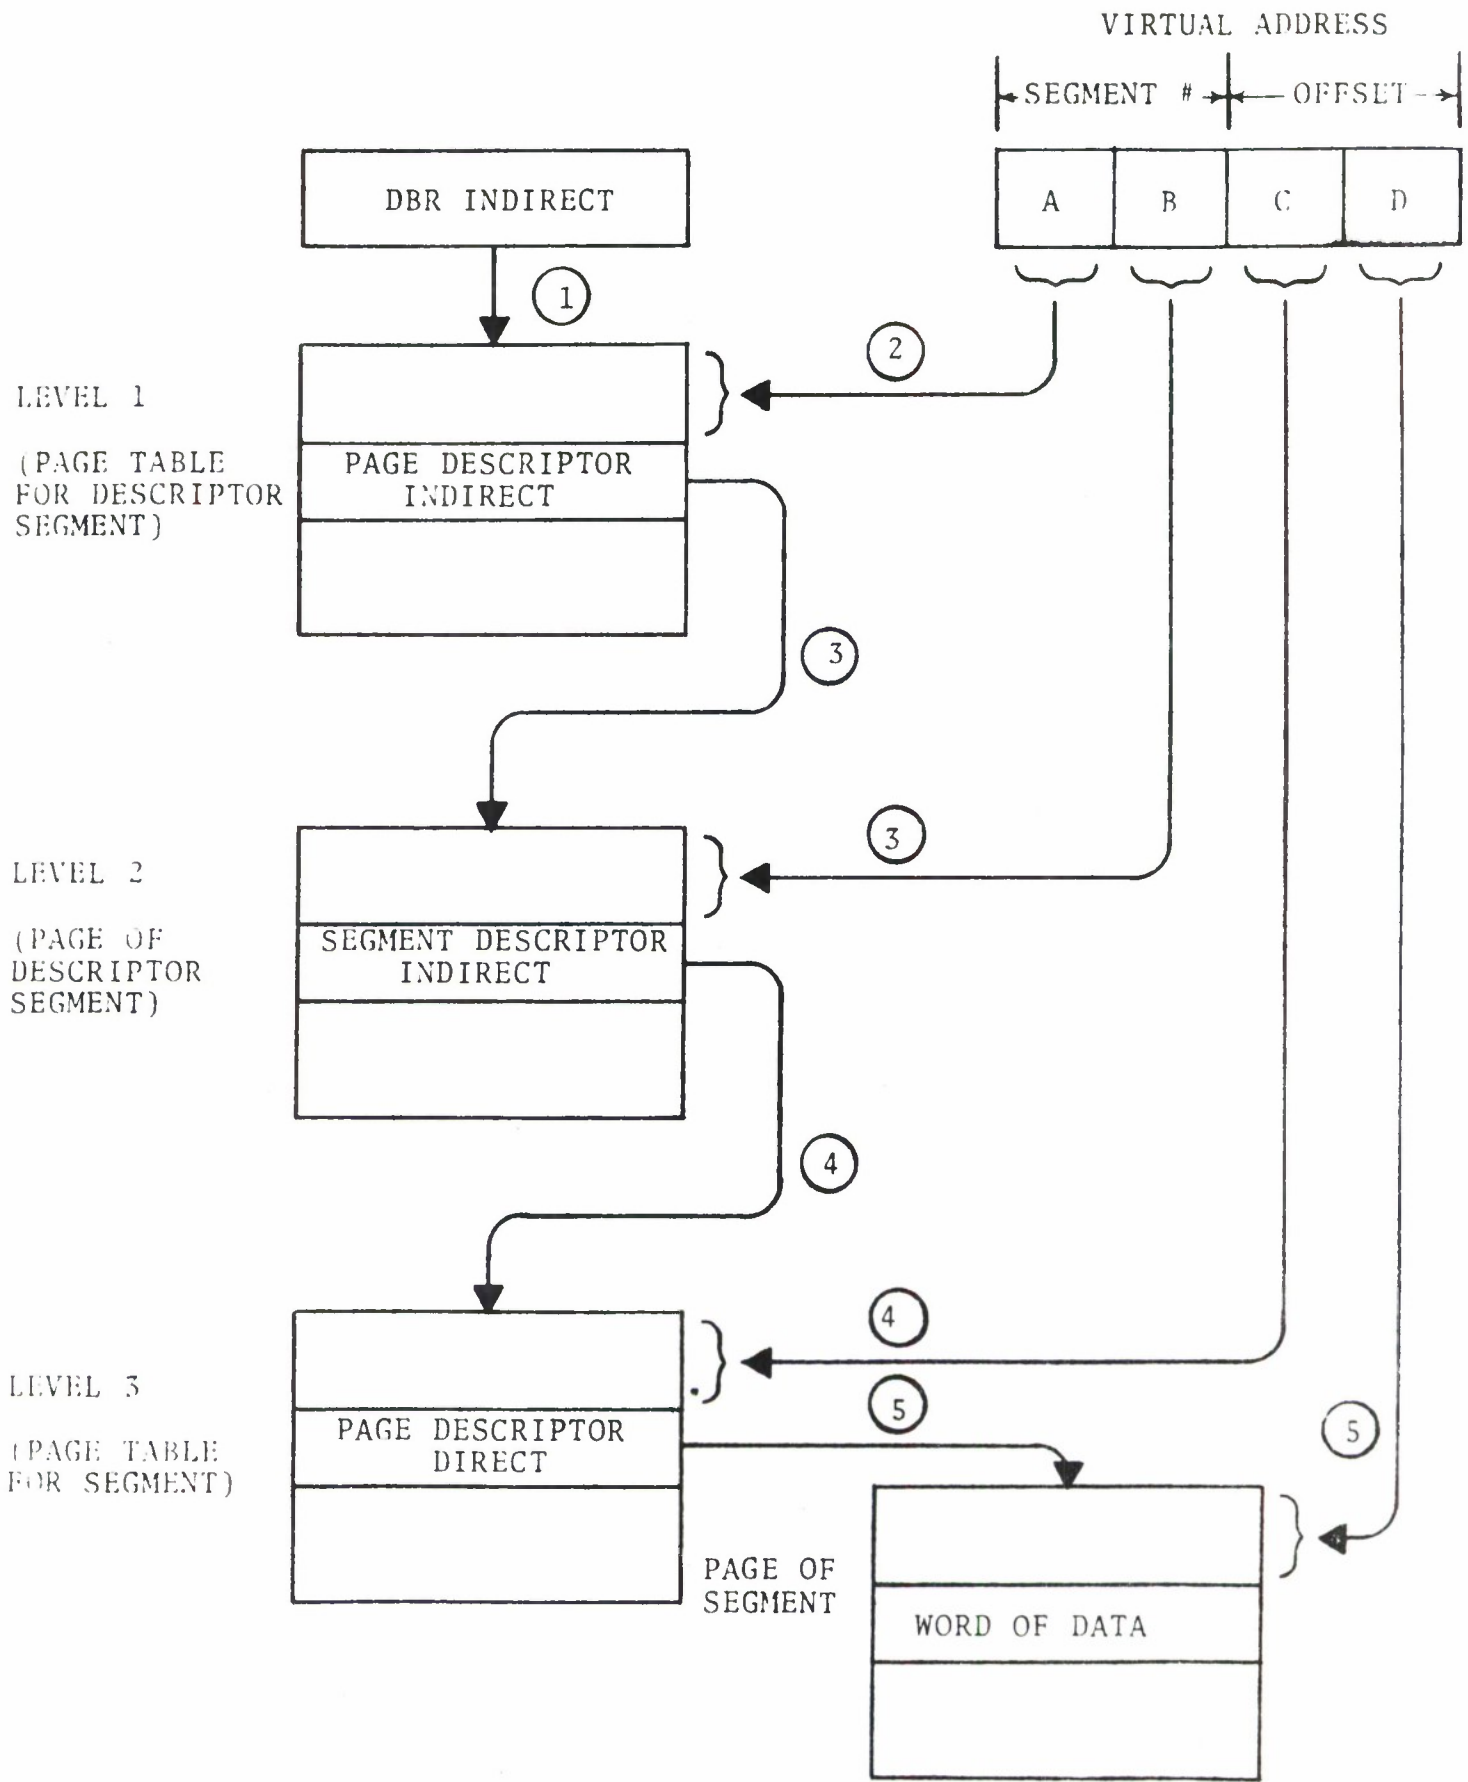 VIRTUAL ADDRESS
SEGMENT # OFFSET
DBR INDIRECT
A B C D
1
2
LEVEL 1
(PAGE TABLE
FOR DESCRIPTOR
SEGMENT)
PAGE DESCRIPTOR
INDIRECT
3
3
LEVEL 2
(PAGE OF
DESCRIPTOR
SEGMENT)
SEGMENT DESCRIPTOR
INDIRECT
4
4
LEVEL 3
(PAGE TABLE
FOR SEGMENT)
PAGE DESCRIPTOR
DIRECT
5
5
PAGE OF
SEGMENT
WORD OF DATA